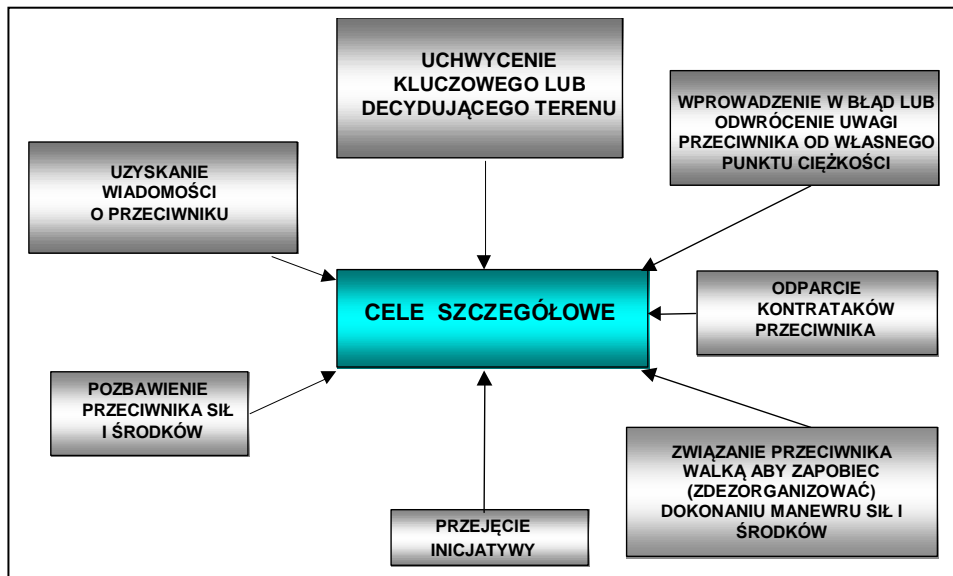 UCHWYCENIE
KLUCZOWEGO LUB
DECYDUJĄCEGO TERENU
WPROWADZENIE W BŁĄD LUB
ODWRÓCENIE UWAGI
PRZECIWNIKA OD WŁASNEGO
PUNKTU CIĘŻKOŚCI
UZYSKANIE
WIADOMOŚCI
O PRZECIWNIKU
CELE SZCZEGÓŁOWE
ODPARCIE
KONTRATAKÓW
PRZECIWNIKA
POZBAWIENIE
PRZECIWNIKA SIŁ
I ŚRODKÓW
ZWIĄZANIE PRZECIWNIKA
WALKĄ ABY ZAPOBIEC
(ZDEZORGANIZOWAĆ)
DOKONANIU MANEWRU SIŁ I
ŚRODKÓW
PRZEJĘCIE
INICJATYWY